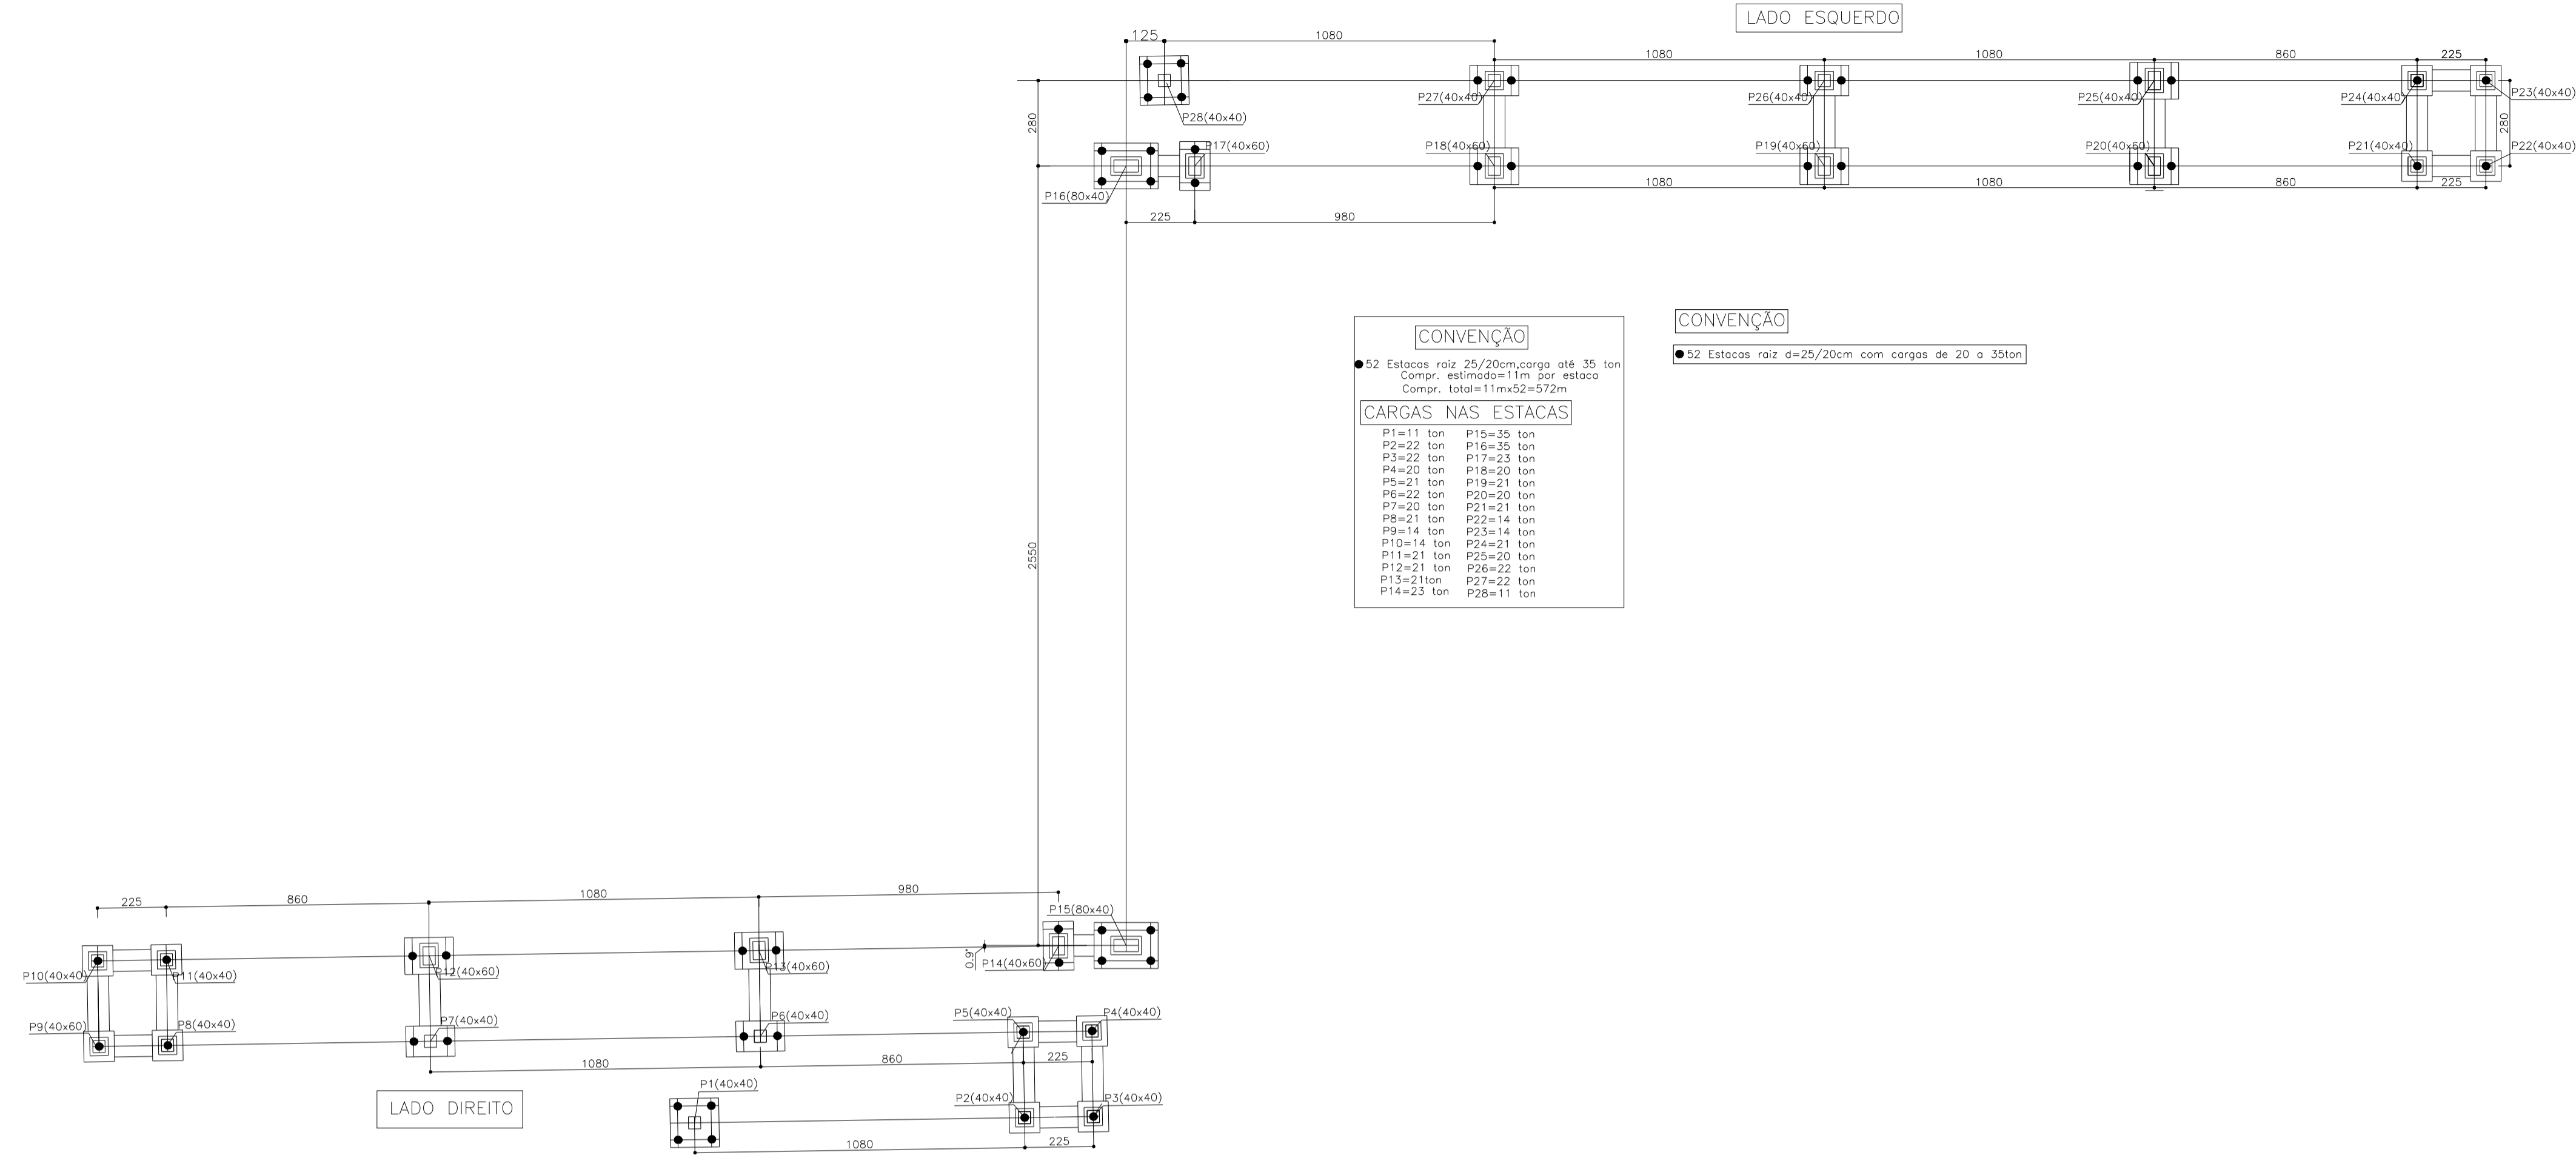 LADO ESQUERDO
125
1080
1080
1080
860
225
P28(40x40)
P27(40x40)
P26(40x40)
P25(40x40)
P24(40x40)
P23(40x40)
280
280
P16(80x40)
P17(40x60)
P18(40x60)
P19(40x60)
P20(40x60)
P21(40x40)
P22(40x40)
225
980
1080
1080
860
225
2550
CONVENÇÃO
52 Estacas raiz 25/20cm,carga até 35 ton
Compr. estimado=11m por estaca
Compr. total=11mx52=572m
CARGAS NAS ESTACAS
P1=11 ton
P2=22 ton
P3=22 ton
P4=20 ton
P5=21 ton
P6=22 ton
P7=20 ton
P8=21 ton
P9=14 ton
P10=14 ton
P11=21 ton
P12=21 ton
P13=21ton
P14=23 ton
P15=35 ton
P16=35 ton
P17=23 ton
P18=20 ton
P19=21 ton
P20=20 ton
P21=21 ton
P22=14 ton
P23=14 ton
P24=21 ton
P25=20 ton
P26=22 ton
P27=22 ton
P28=11 ton
CONVENÇÃO
52 Estacas raiz d=25/20cm com cargas de 20 a 35ton
225
860
1080
980
P10(40x40)
P11(40x40)
P12(40x60)
P13(40x60)
P14(40x60)
P15(80x40)
0.9°
P9(40x60)
P8(40x40)
P7(40x40)
P6(40x40)
P5(40x40)
P4(40x40)
1080
860
225
LADO DIREITO
P1(40x40)
P2(40x40)
P3(40x40)
1080
225